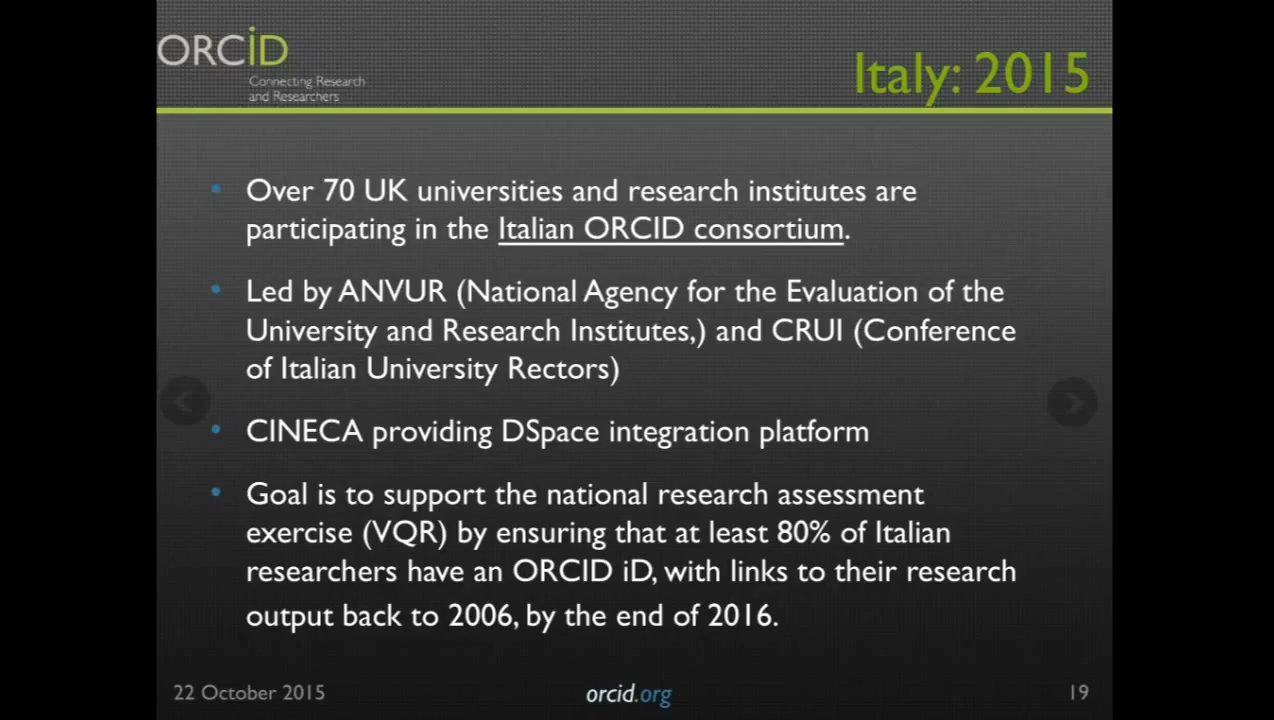 ORCiD
Connecting Research
and Researchers
Italy: 2015
• Over 70 UK universities and research institutes are
participating in the Italian ORCID consortium.
• Led by ANVUR (National Agency for the Evaluation of the
University and Research Institutes,) and CRUI (Conference
of Italian University Rectors)
• CINECA providing DSpace integration platform
• Goal is to support the national research assessment
exercise (VQR) by ensuring that at least 80% of Italian
researchers have an ORCID iD, with links to their research
output back to 2006, by the end of 2016.
22 October 2015
orcid.org
19